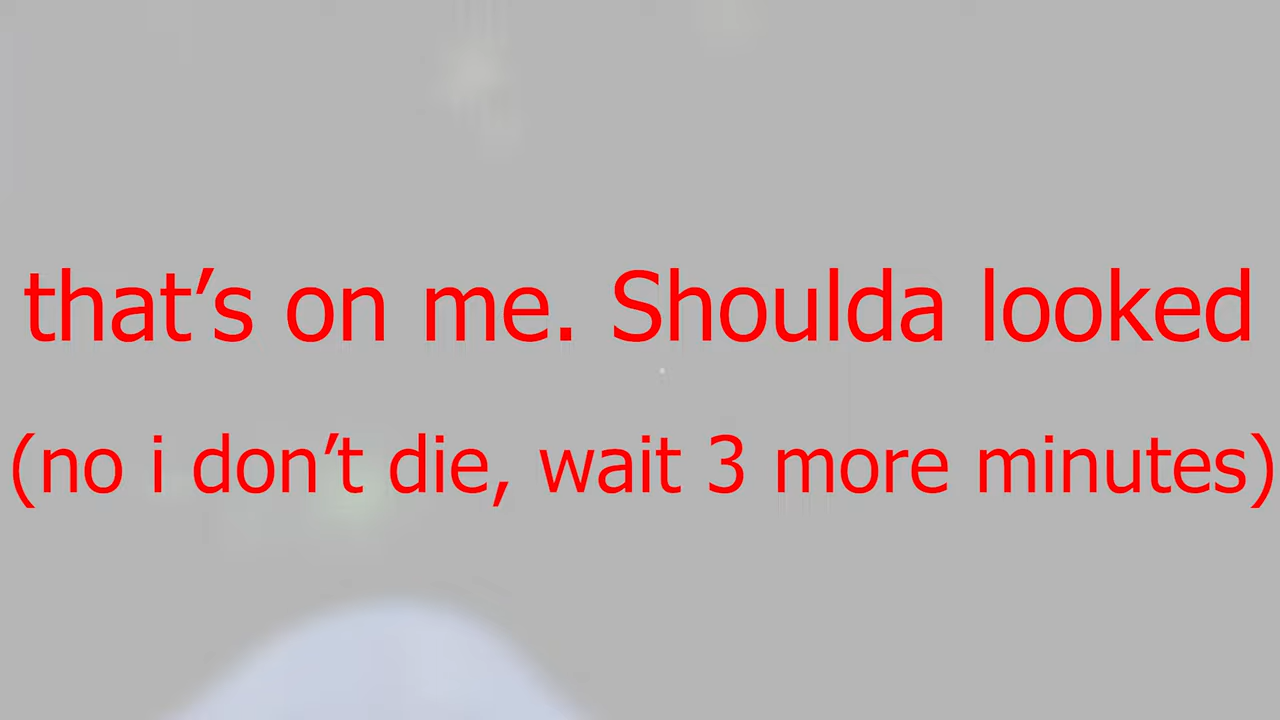 that’s on me. Shoulda looked
(no i don’t die, wait 3 more minutes)